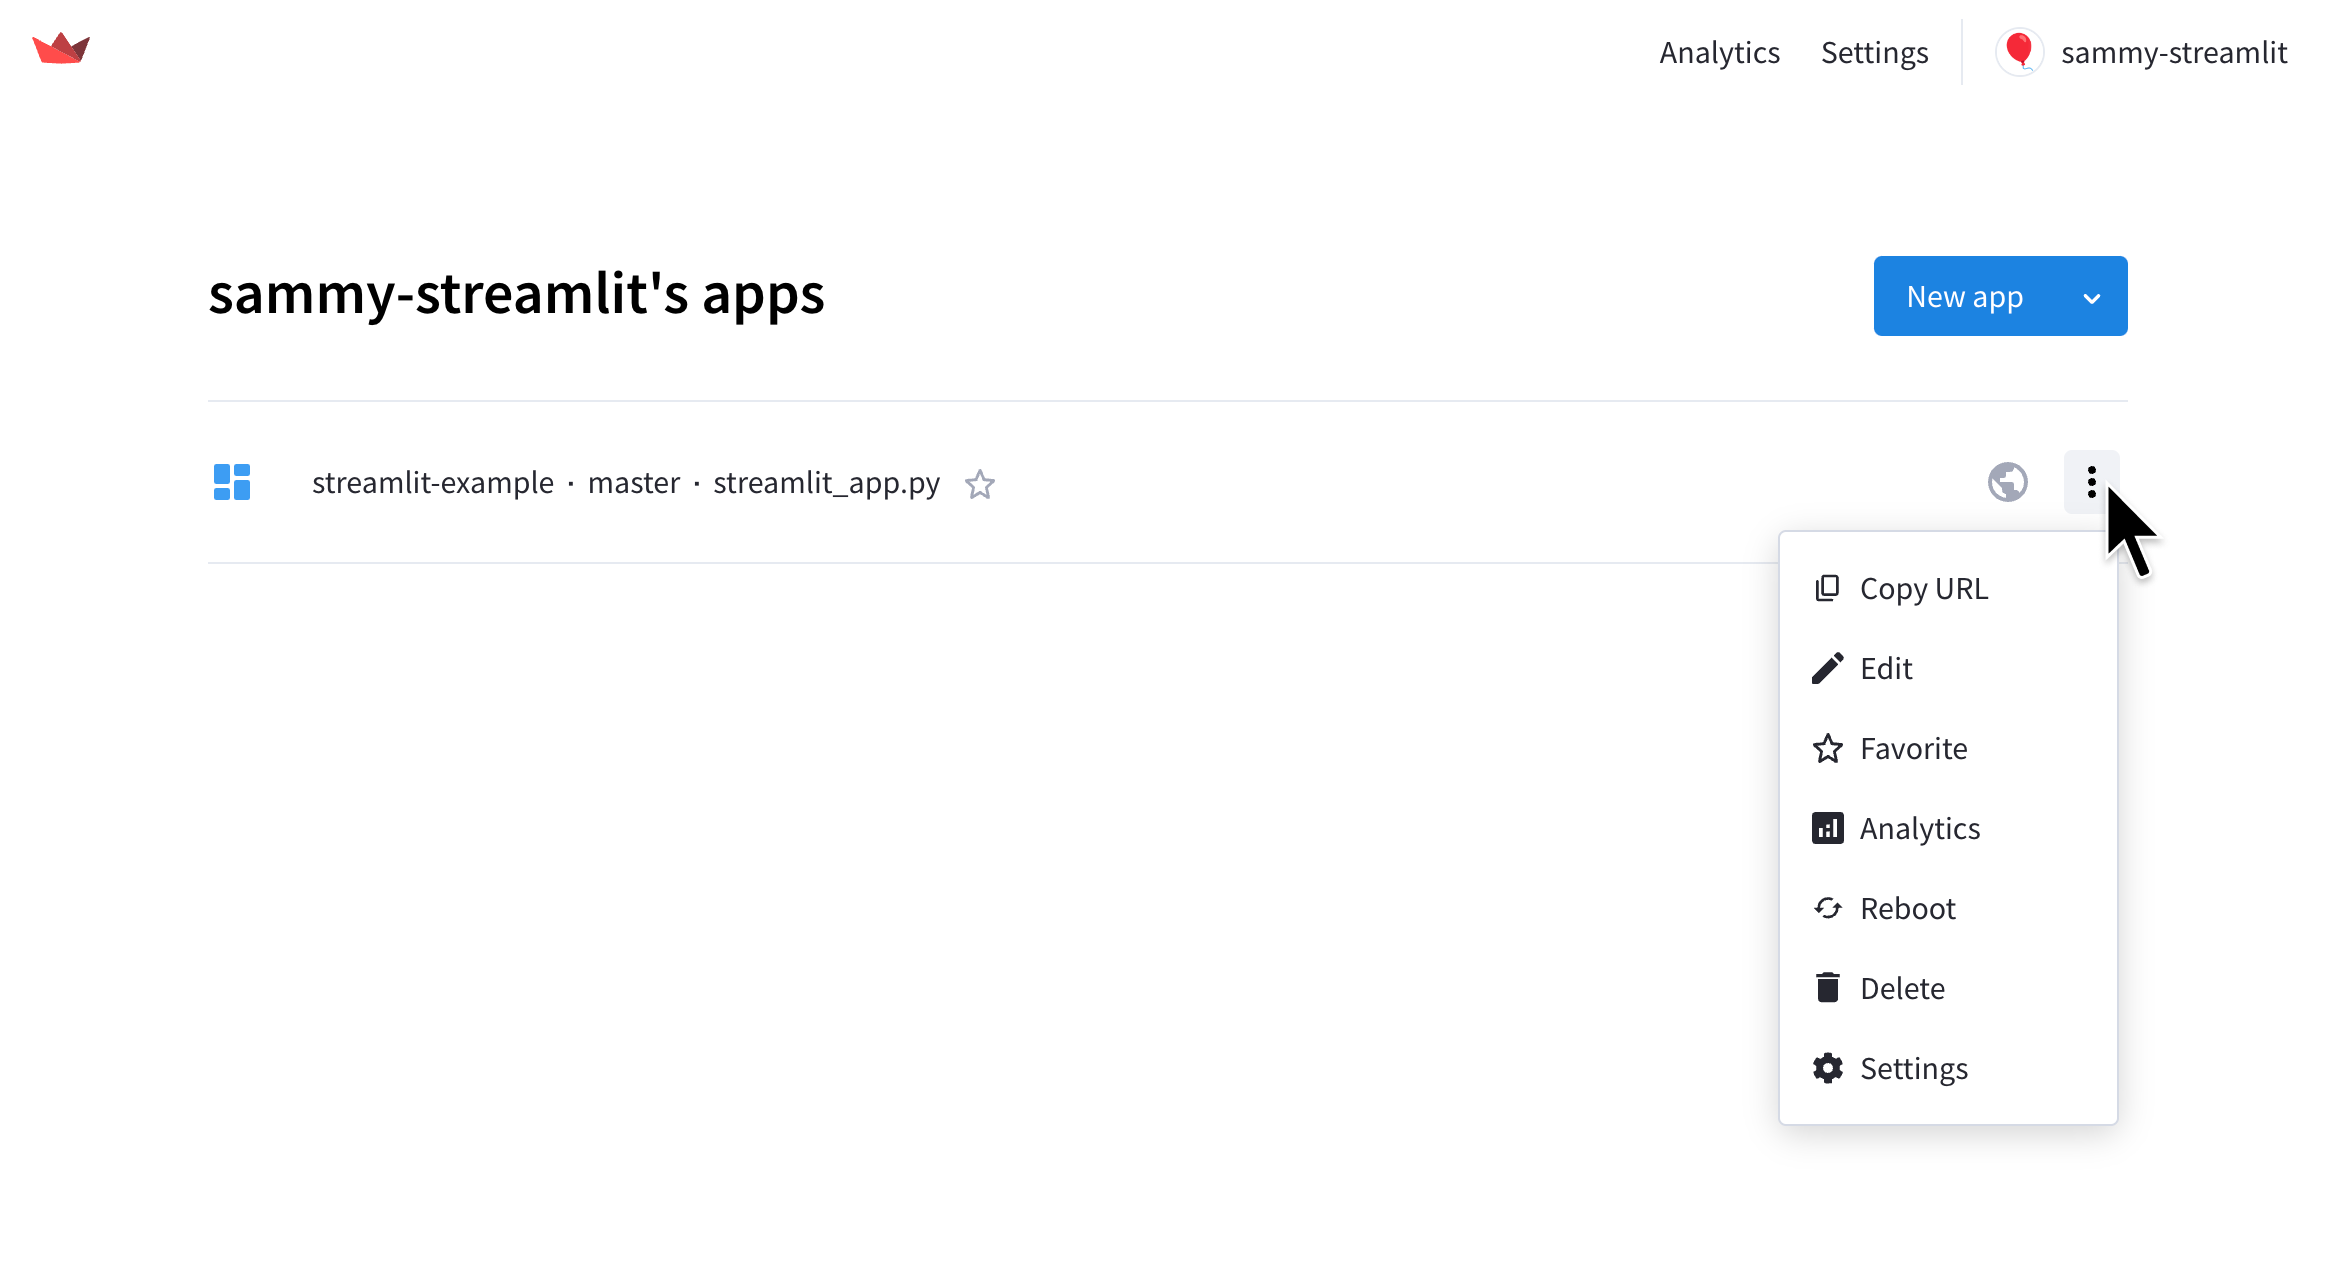 Analytics Settings sammy-streamlit
sammy-streamlit's apps
New app
streamlit-example · master · streamlit_app.py
Copy URL
Edit
Favorite
Analytics
Reboot
Delete
Settings